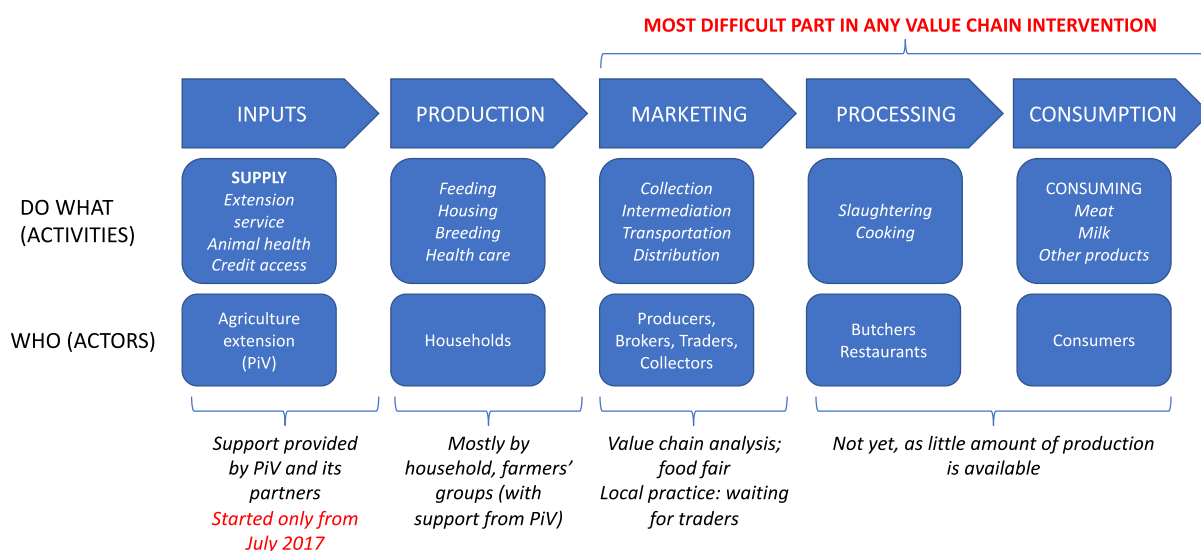 MOST DIFFICULT PART IN ANY VALUE CHAIN INTERVENTION
INPUTS
PRODUCTION
MARKETING
PROCESSING
CONSUMPTION
DO WHAT
(ACTIVITIES)
SUPPLY
Extension
service
Animal health
Credit access
Feeding
Housing
Breeding
Health care
Collection
Intermediation
Transportation
Distribution
Slaughtering
Cooking
CONSUMING
Meat
Milk
Other products
WHO (ACTORS)
Agriculture
extension
(PiV)
Households
Producers,
Brokers, Traders,
Collectors
Butchers
Restaurants
Consumers
Support provided
by PiV and its
partners
Started only from
July 2017
Mostly by
household, farmers’
groups (with
support from PiV)
Value chain analysis;
food fair
Local practice: waiting
for traders
Not yet, as little amount of production
is available